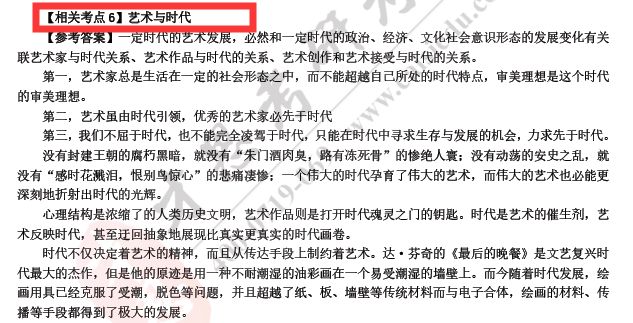 【相关考点 6】艺术与时代
【参考答案】一定时代的艺术发展，必然和一定时代的政治、经济、文化社会意识形态的发展变化有关
联艺术家与时代关系、艺术作品与时代的关系、艺术创作和艺术接受与时代的关系。
第一，艺术家总是生活在一定的社会形态之中，而不能超越自己所处的时代特点，审美理想是这个时代
的审美理想。
第二，艺术虽由时代引领，优秀的艺术家必先于时代
第三，我们不屈于时代，也不能完全凌驾于时代，只能在时代中寻求生存与发展的机会，力求先于时代。
没有封建王朝的腐朽黑暗，就没有“朱门酒肉臭，路有冻死骨”的惨绝人寰；没有动荡的安史之乱，就
没有“感时花溅泪，恨别鸟惊心”的悲痛凄惨；一个伟大的时代孕育了伟大的艺术，而伟大的艺术也必能更
深刻地折射出时代的光辉。
心理结构是浓缩了的人类历史文明，艺术作品则是打开时代魂灵之门的钥匙。时代是艺术的催生剂，艺
术反映时代，甚至迂回抽象地展现比真实更真实的时代画卷。
时代不仅决定着艺术的精神，而且从传达手段上制约着艺术。达·芬奇的《最后的晚餐》是文艺复兴时
代最大的杰作，但是他的原迹是用一种不耐潮湿的油彩画在一个易受潮湿的墙壁上。而今随着时代发展，绘
画用具已经克服了受潮，脱色等问题，并且超越了纸、板、墙壁等传统材料而与电子合体，绘画的材料、传
播等手段都得到了极大的发展。